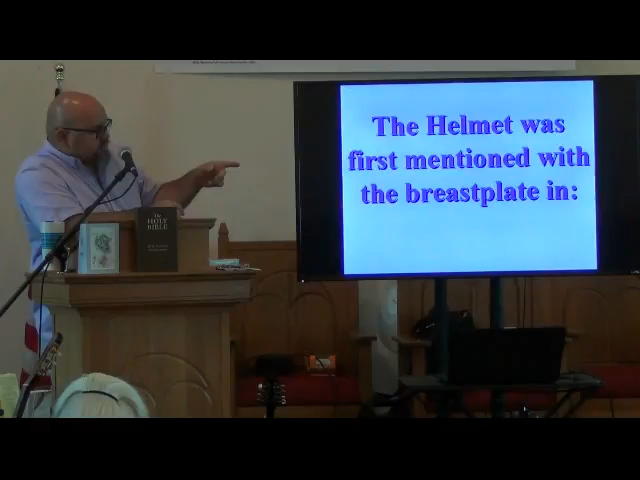 The Helmet was
first mentioned with
the breastplate in:
The
HOLY
BIBLE